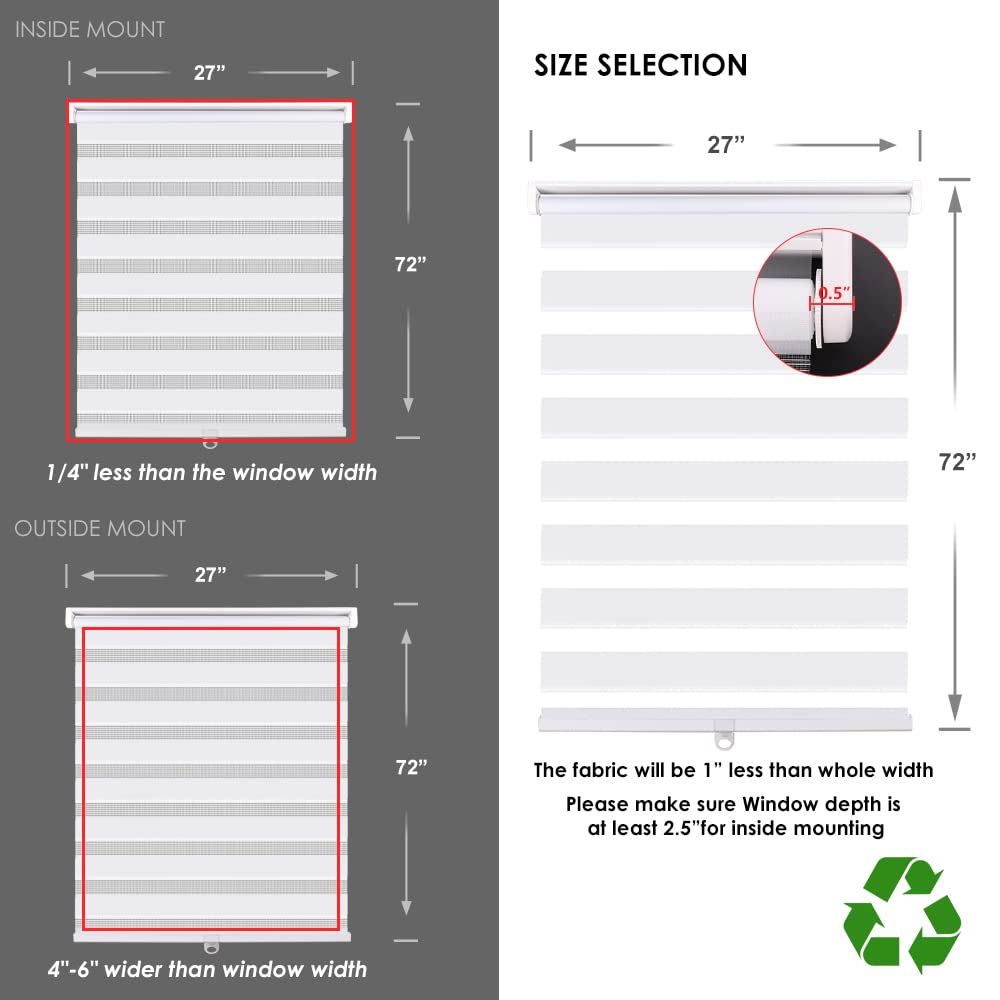 INSIDE MOUNT
27”
72”
1/4" less than the window width
OUTSIDE MOUNT
27”
72”
4"-6" wider than window width
SIZE SELECTION
27”
0.5”
72”
The fabric will be 1” less than whole width
Please make sure Window depth is
at least 2.5”for inside mounting